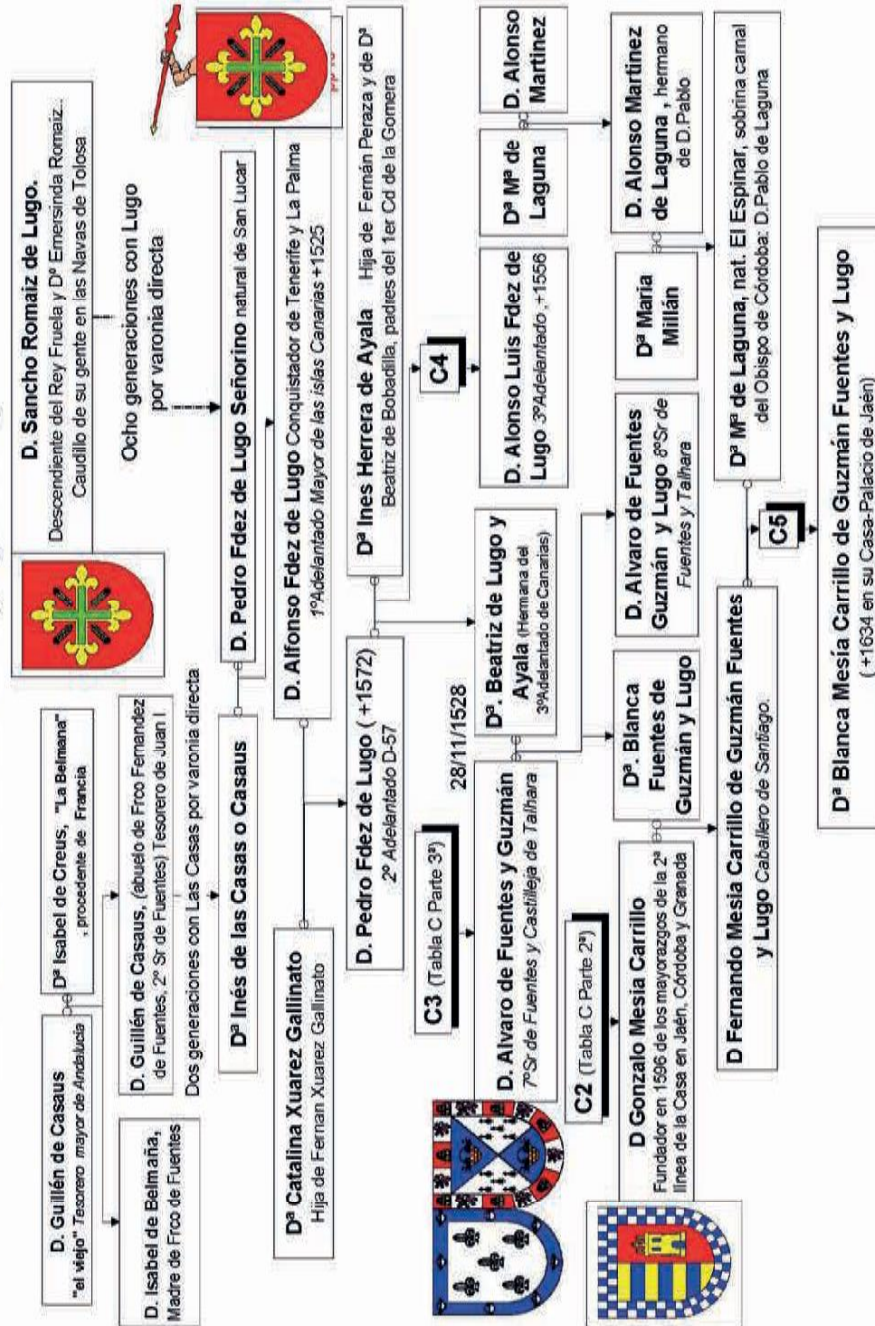 D. Sancho Romaiz de Lugo.
Descendiente del Rey Fruela y Dº Emersinda Romaiz..
Caudillo de su gente en las Navas de Tolosa
Ocho generaciones con Lugo
por varonia directa
D. Guillén de Casaus
"el viejo" Tesorero mayor de Andalucía
Dª Isabel de Creus, "La Belmana"
, procedente de Francia
D. Isabel de Belmaña,
Madre de Frco de Fuentes
D. Guillén de Casaus, (abuelo de Frco Fernandez
de Fuentes, 2º Sr de Fuentes) Tesorero de Juan I
Dos generaciones con Las Casas por varonia directa
Dª Inés de las Casas o Casaus
D. Pedro Fdez de Lugo Señorino natural de San Lucar
Dª Catalina Xuarez Gallinato
Hija de Fernan Xuarez Gallinato
D. Alfonso Fdez de Lugo Conquistador de Tenerife y La Palma
1ºAdelantado Mayor de las islas Canarias +1525
D. Pedro Fdez de Lugo ( +1572)
2º Adelantado D-57
Dª Ines Herrera de Ayala Hija de Fernán Peraza y de Dª
Beatriz de Bobadilla, padres del 1er Cd de la Gomera
C3 (Tabla C Parte 3ª)
28/11/1528
C4
D. Alvaro de Fuentes y Guzmán
7ºSr de Fuentes y Castilleja de Talhara
Dª. Beatriz de Lugo y
Ayala (Hermana del
3ºAdelantado de Canarias)
D. Alonso Luis Fdez de
Lugo 3ºAdelantado ,+1556
Dª Mª de
Laguna
D. Alonso
Martinez
C2 (Tabla C Parte 2ª)
D Gonzalo Mesia Carrillo
Fundador en 1596 de los mayorazgos de la 2ª
línea de la Casa en Jaén, Córdoba y Granada
Dª. Blanca
Fuentes de
Guzmán y Lugo
D. Alvaro de Fuentes
Guzmán y Lugo 8ºSr de
Fuentes y Talhara
Dª Maria
Millán
D. Alonso Martinez
de Laguna , hermano
de D.Pablo
D Fernando Mesia Carrillo de Guzmán Fuentes
y Lugo Caballero de Santiago.
Dª Mª de Laguna, nat. El Espinar, sobrina carnal
del Obispo de Córdoba: D.Pablo de Laguna
C5
Dª Blanca Mesía Carrillo de Guzmán Fuentes y Lugo
( +1634 en su Casa-Palacio de Jaén)